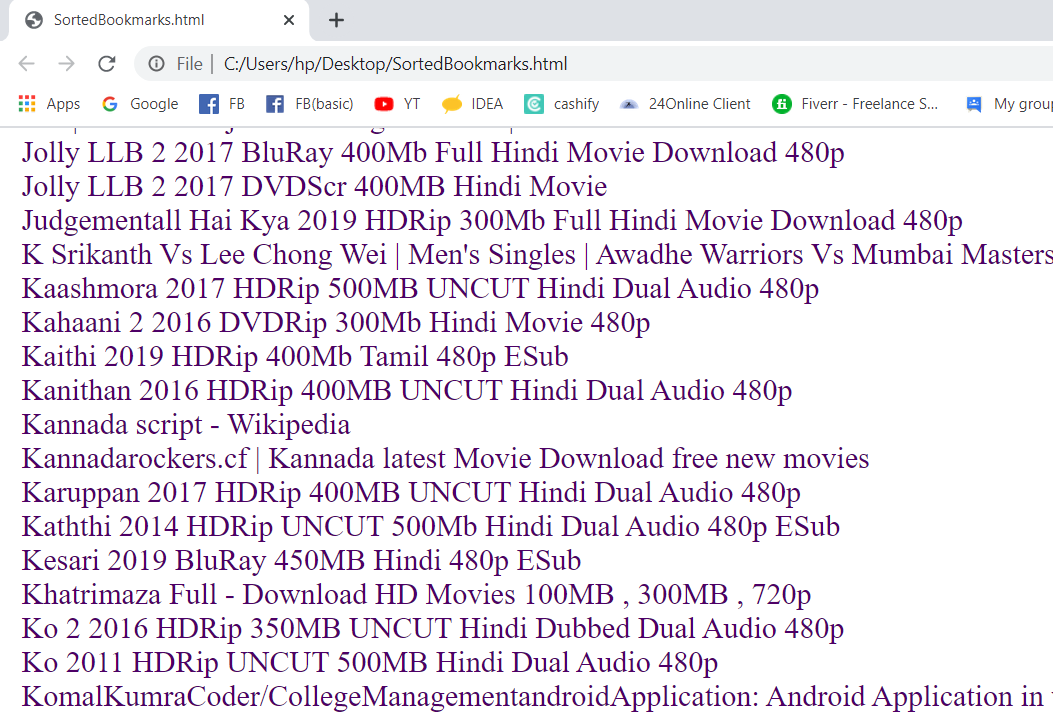 SortedBookmarks.html
File | C:/Users/hp/Desktop/SortedBookmarks.html
Apps Google FB FB(basic) YT IDEA cashify 24Online Client fi Fiverr - Freelance S... My group
Jolly LLB 2 2017 BluRay 400Mb Full Hindi Movie Download 480p
Jolly LLB 2 2017 DVDScr 400MB Hindi Movie
Judgementall Hai Kya 2019 HDRip 300Mb Full Hindi Movie Download 480p
K Srikanth Vs Lee Chong Wei | Men's Singles | Awadhe Warriors Vs Mumbai Masters
Kaashmora 2017 HDRip 500MB UNCUT Hindi Dual Audio 480p
Kahaani 2 2016 DVDRip 300Mb Hindi Movie 480p
Kaithi 2019 HDRip 400Mb Tamil 480p ESub
Kanithan 2016 HDRip 400MB UNCUT Hindi Dual Audio 480p
Kannada script - Wikipedia
Kannadarockers.cf | Kannada latest Movie Download free new movies
Karuppan 2017 HDRip 400MB UNCUT Hindi Dual Audio 480p
Kaththi 2014 HDRip UNCUT 500Mb Hindi Dual Audio 480p ESub
Kesari 2019 BluRay 450MB Hindi 480p ESub
Khatrimaza Full - Download HD Movies 100MB , 300MB , 720p
Ko 2 2016 HDRip 350MB UNCUT Hindi Dubbed Dual Audio 480p
Ko 2011 HDRip UNCUT 500MB Hindi Dual Audio 480p
KomalKumraCoder/CollegeManagementandroidApplication: Android Application in